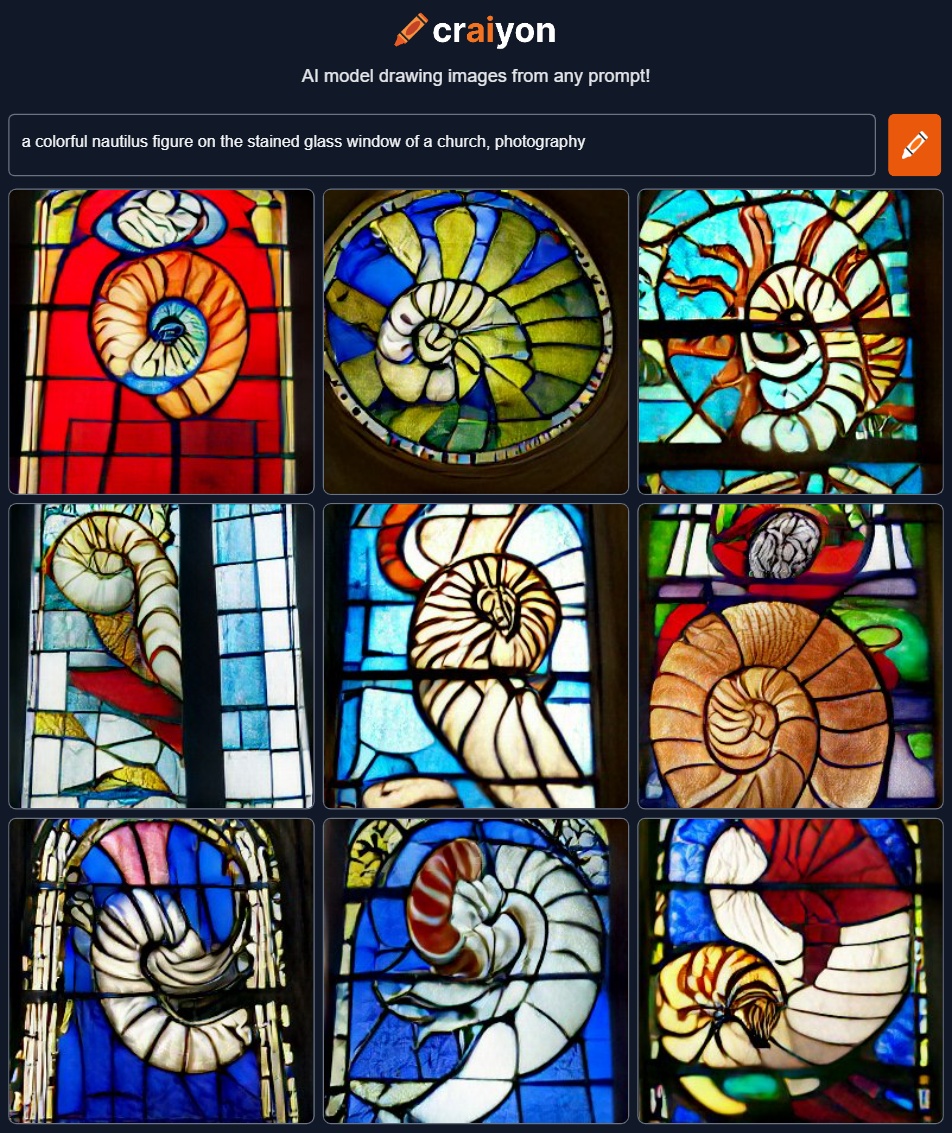 craiyon
AI model drawing images from any prompt!
a colorful nautilus figure on the stained glass window of a church, photography